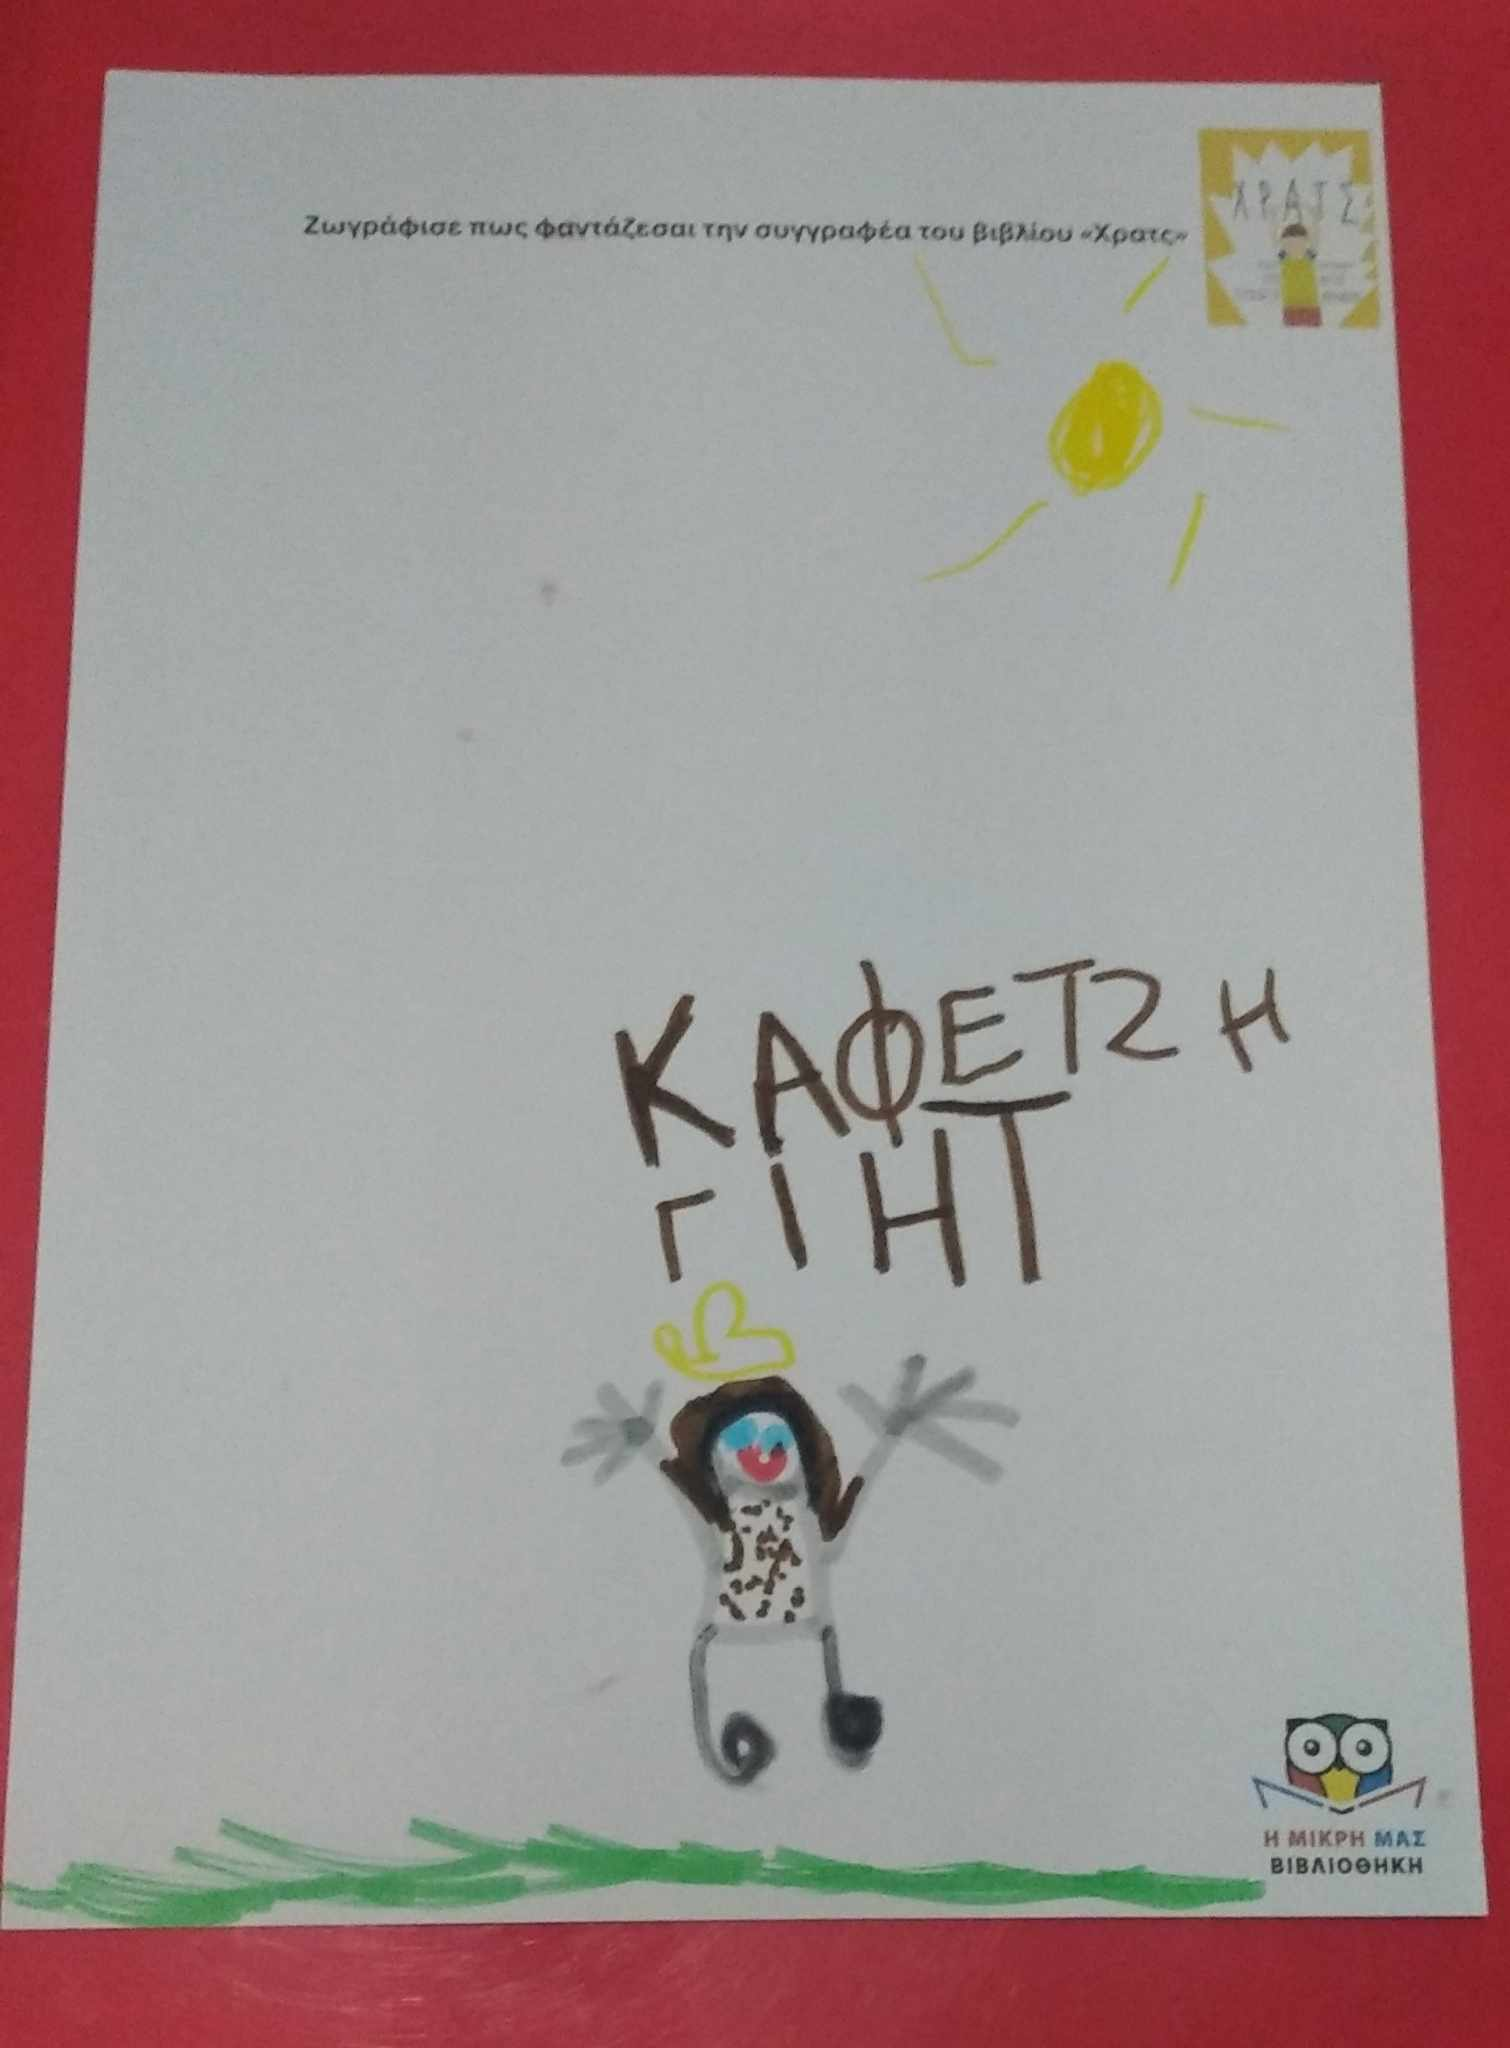 Ζωγράφισε πως φαντάζεσαι την συγγραφέα του βιβλίου «Χρατς»
ΧΡΑΤΣ
ΚΑΦΕΤΖΗ
ΓΙΗΤ
Η ΜΙΚΡΗ ΜΑΣ
ΒΙΒΛΙΟΘΗΚΗ